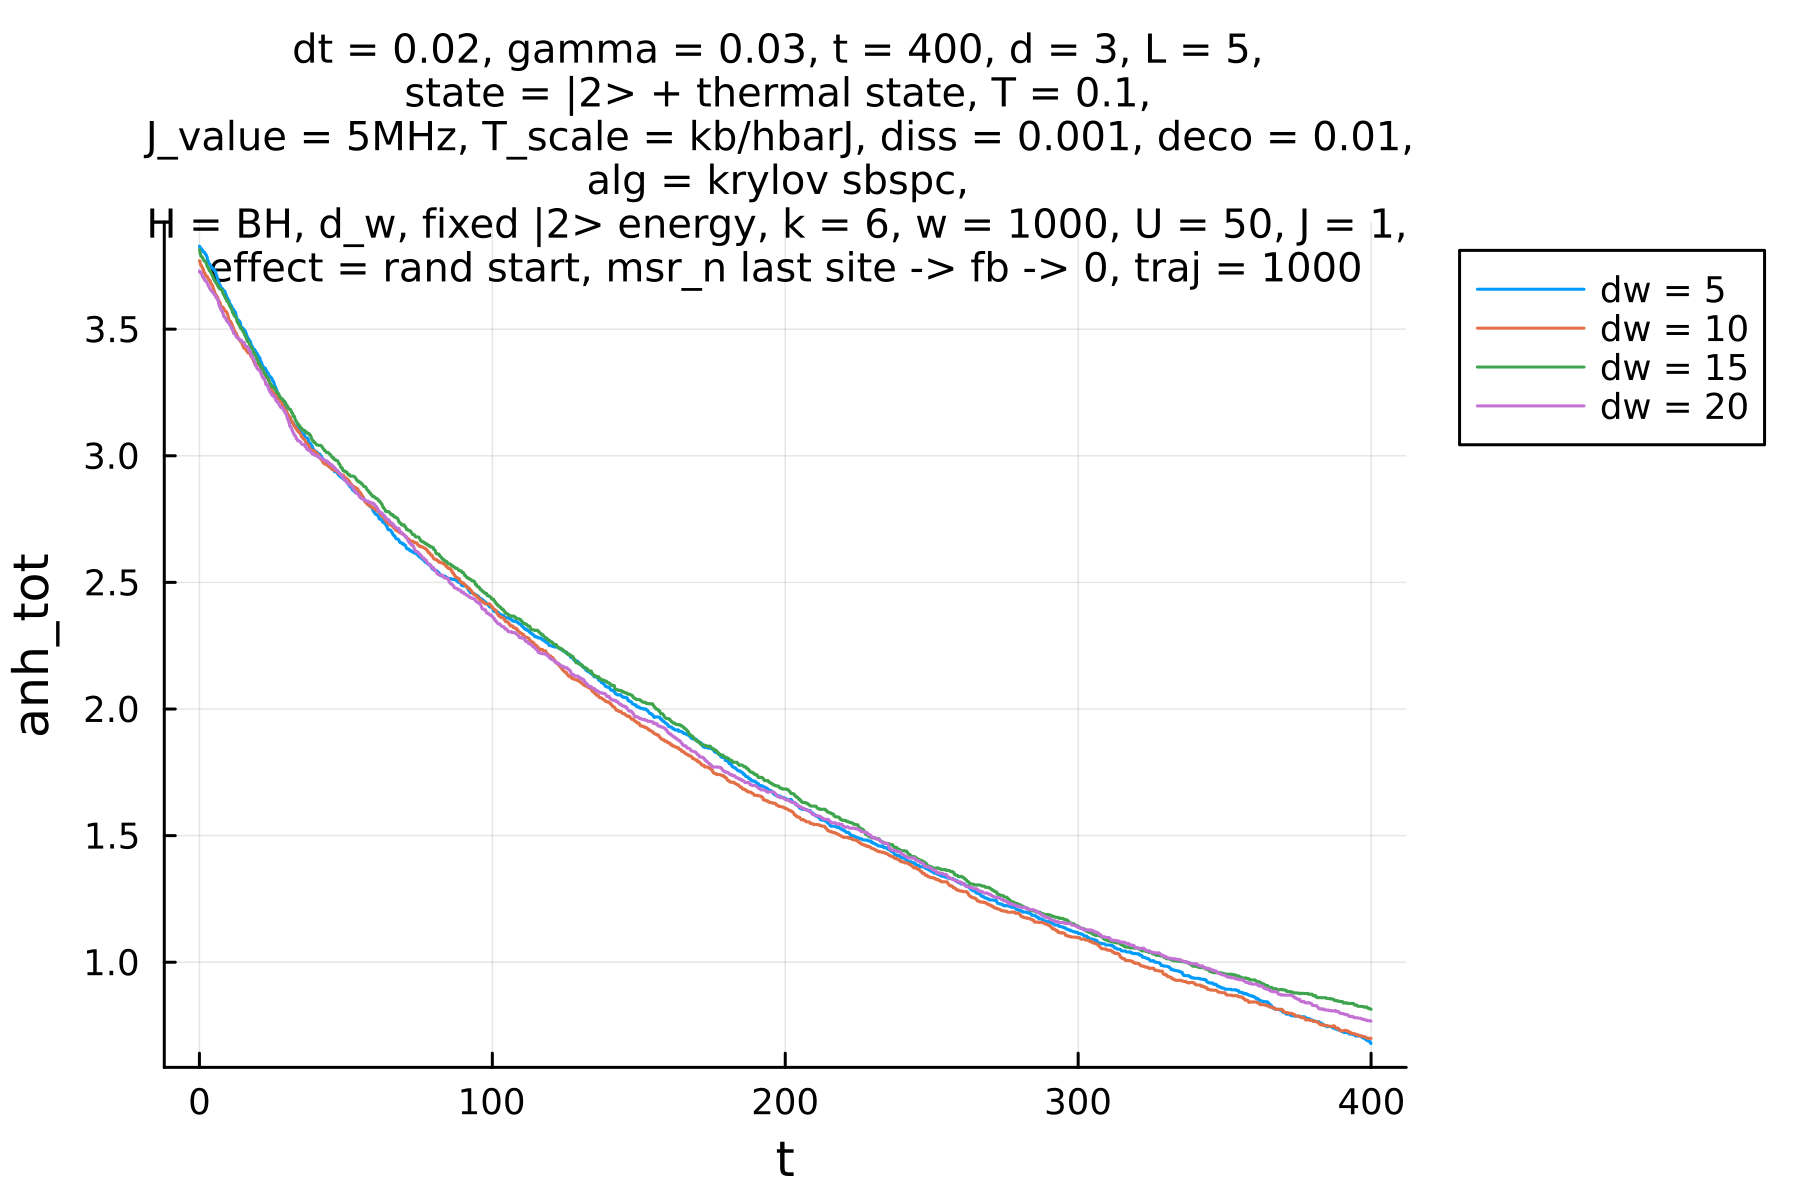 dt = 0.02, gamma = 0.03, t = 400, d = 3, L = 5,
state = |2> + thermal state, T = 0.1,
J_value = 5MHz, T_scale = kb/hbarJ, diss = 0.001, deco = 0.01,
alg = krylov sbspc,
H = BH, d_w, fixed |2> energy, k = 6, w = 1000, U = 50, J = 1,
effect = rand start, msr_n last site -> fb -> 0, traj = 1000
dw = 5
dw = 10
dw = 15
dw = 20
anh_tot
3.5
3.0
2.5
2.0
1.5
1.0
0 100 200 300 400
t